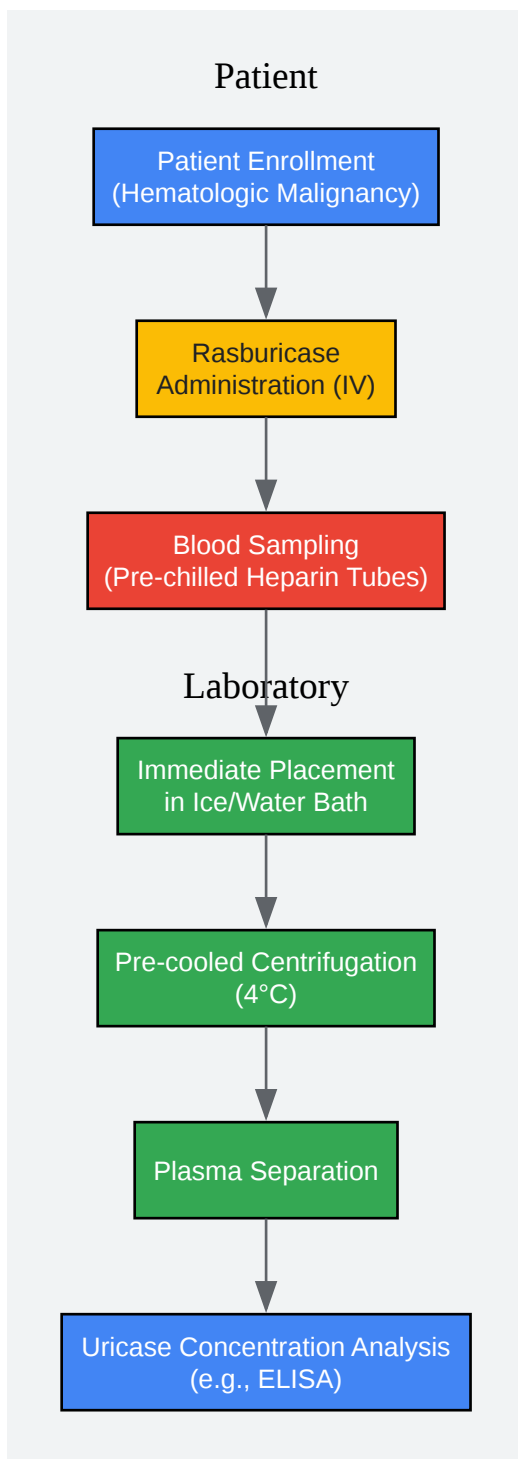 Patient
Patient Enrollment
(Hematologic Malignancy)
Rasburicase
Administration (IV)
Blood Sampling
(Pre-chilled Heparin Tubes)
Laboratory
Immediate Placement
in Ice/Water Bath
Pre-cooled Centrifugation
(4°C)
Plasma Separation
Uricase Concentration Analysis
(e.g., ELISA)